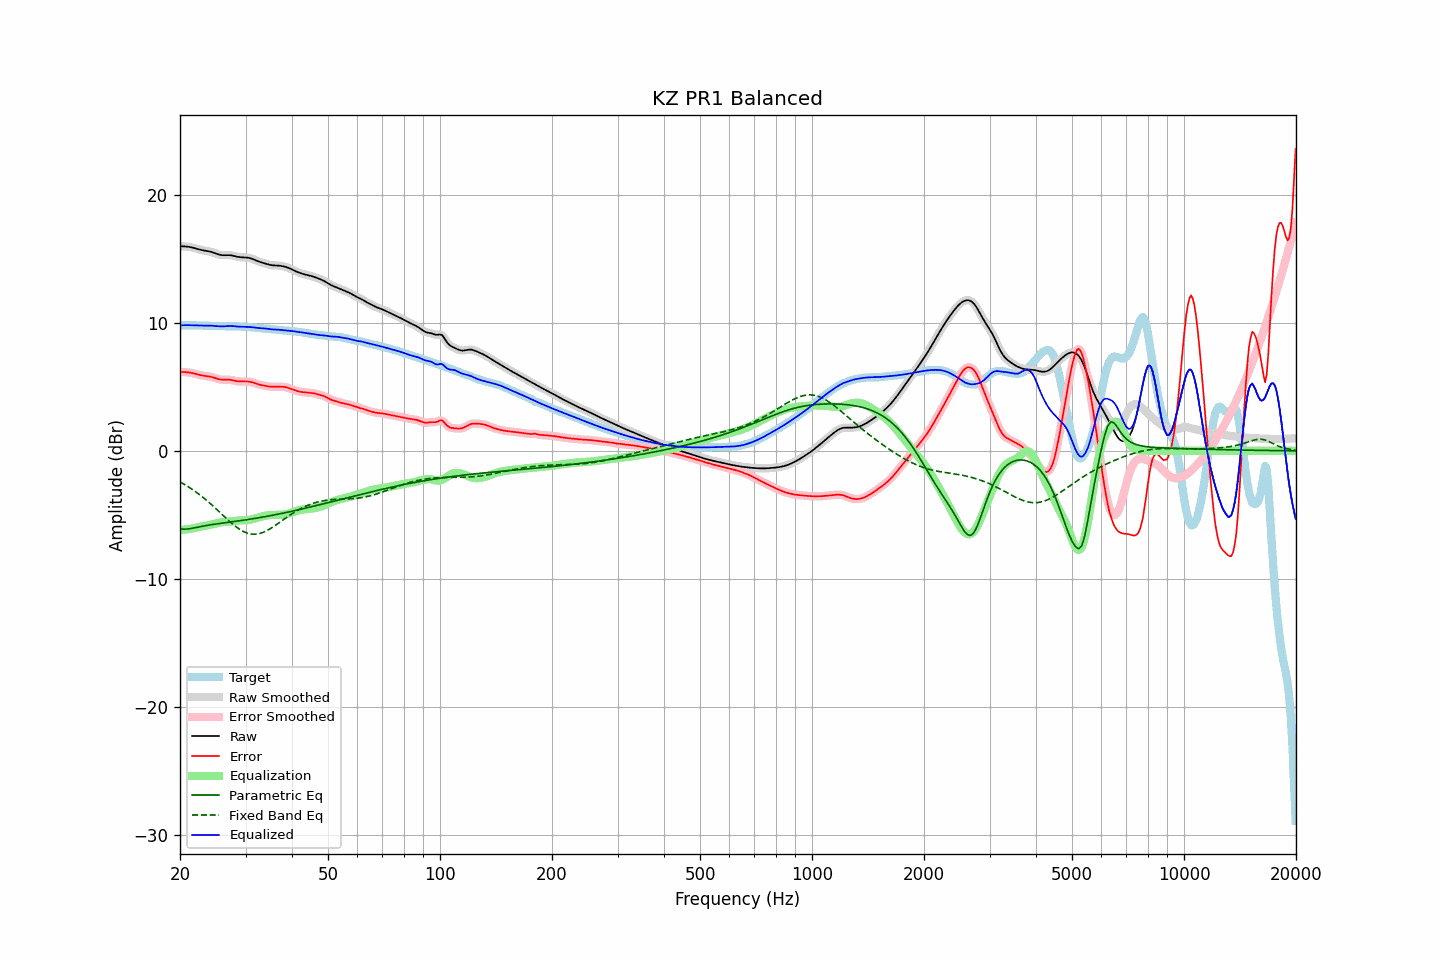 KZ PR1 Balanced
Amplitude (dBr)
20
10
0
−10
−20
−30
Target
Raw Smoothed
Error Smoothed
Raw
Error
Equalization
Parametric Eq
Fixed Band Eq
Equalized
20 50 100 200 500 1000 2000 5000 10000 20000
Frequency (Hz)